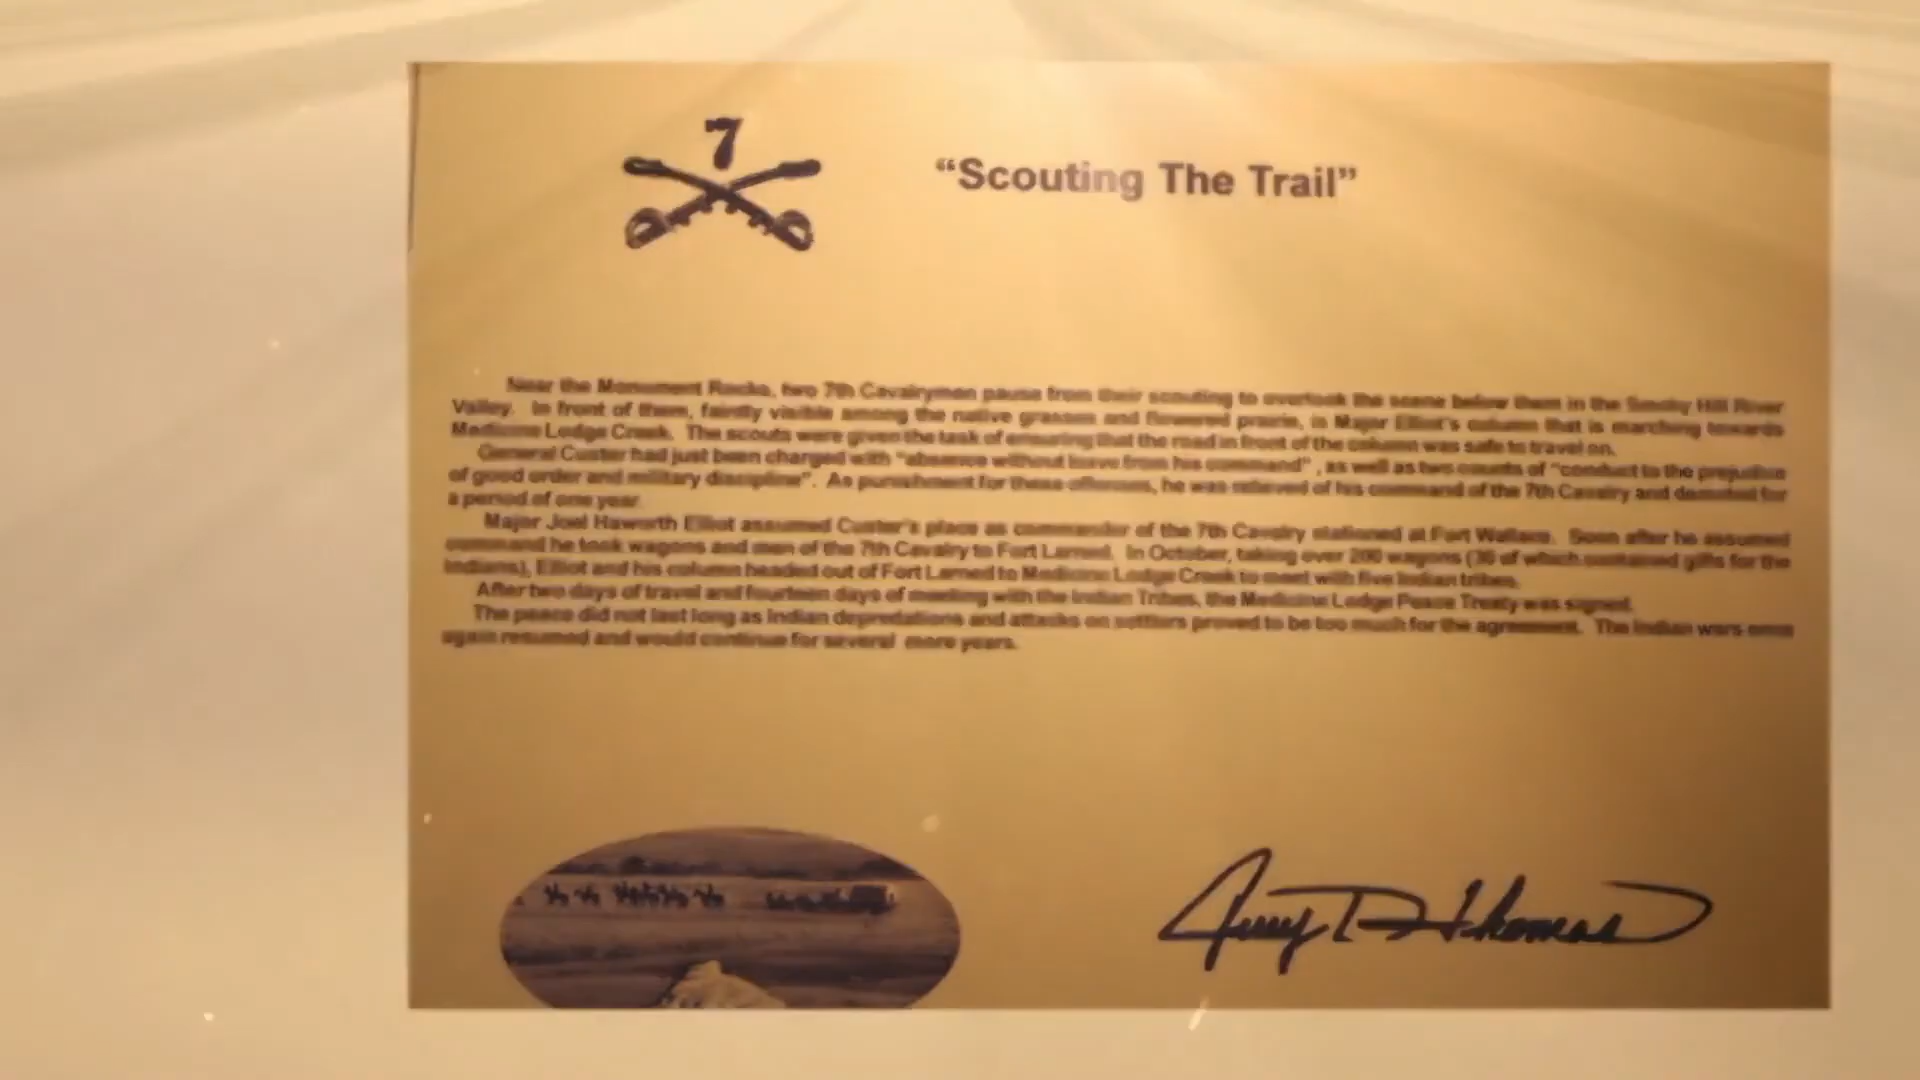 7
“Scouting The Trail”
Near the Monument Rocks, two 7th Cavalrymen pause from their scouting to overlook the scene below them in the Smoky Hill River
Valley. In front of them, faintly visible among the native grasses and flowered prairie, is Major Elliot's column that is marching towards
Medicine Lodge Creek. The scouts were given the task of ensuring that the road in front of the column was safe to travel on.
General Custer had just been charged with "absence without leave from his command" , as well as two counts of "conduct to the prejudice
of good order and military discipline". As punishment for these offenses, he was relieved of his command of the 7th Cavalry and demoted for
a period of one year.
Major Joel Haworth Elliot assumed Custer's place as commander of the 7th Cavalry stationed at Fort Wallace. Soon after he assumed
command he took wagons and men of the 7th Cavalry to Fort Larned. In October, taking over 200 wagons (30 of which contained gifts for the
Indians), Elliot and his column headed out of Fort Larned to Medicine Lodge Creek to meet with five Indian tribes.
After two days of travel and fourteen days of meeting with the Indian Tribes, the Medicine Lodge Peace Treaty was signed.
The peace did not last long as Indian depredations and attacks on settlers proved to be too much for the agreement. The Indian wars once
again resumed and would continue for several more years.
Jerry D Thomas